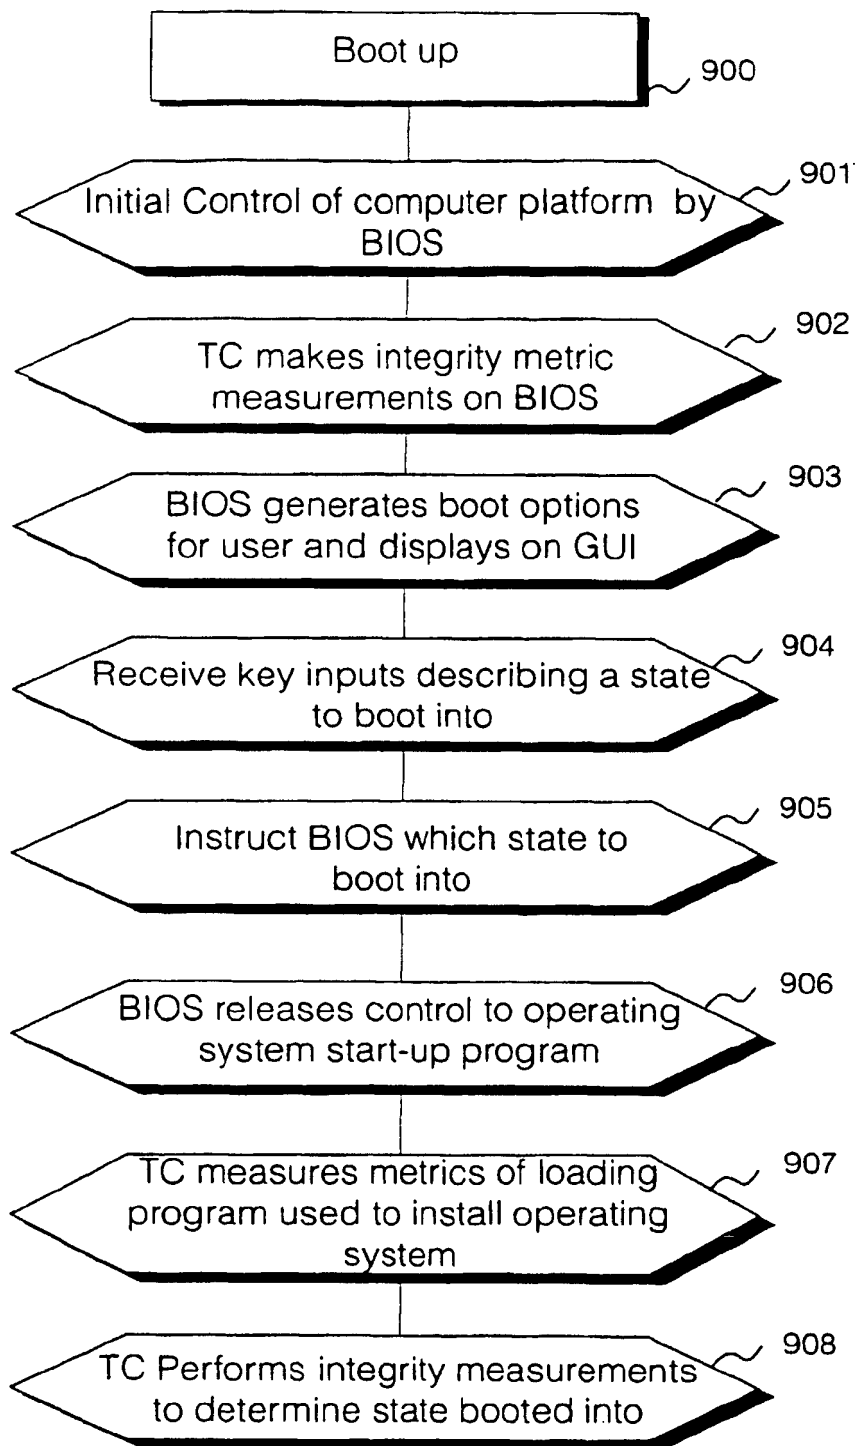 Boot up
900
Initial Control of computer platform by
BIOS
901
TC makes integrity metric
measurements on BIOS
902
BIOS generates boot options
for user and displays on GUI
903
Receive key inputs describing a state
to boot into
904
Instruct BIOS which state to
boot into
905
BIOS releases control to operating
system start-up program
906
TC measures metrics of loading
program used to install operating
system
907
TC Performs integrity measurements
to determine state booted into
908